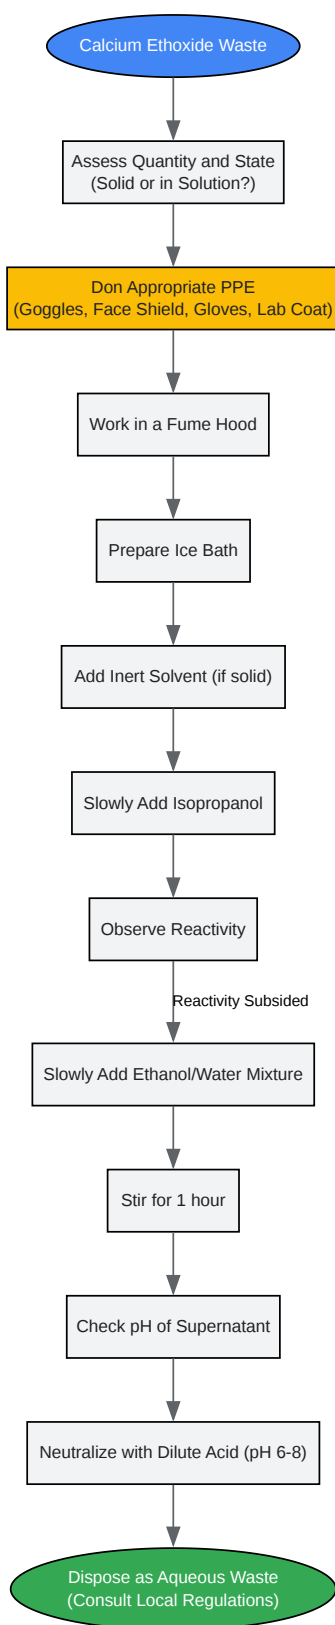 Calcium Ethoxide Waste
Assess Quantity and State
(Solid or in Solution?)
Don Appropriate PPE
(Goggles, Face Shield, Gloves, Lab Coat)
Work in a Fume Hood
Prepare Ice Bath
Add Inert Solvent (if solid)
Slowly Add Isopropanol
Observe Reactivity
Reactivity Subsided
Slowly Add Ethanol/Water Mixture
Stir for 1 hour
Check pH of Supernatant
Neutralize with Dilute Acid (pH 6-8)
Dispose as Aqueous Waste
(Consult Local Regulations)